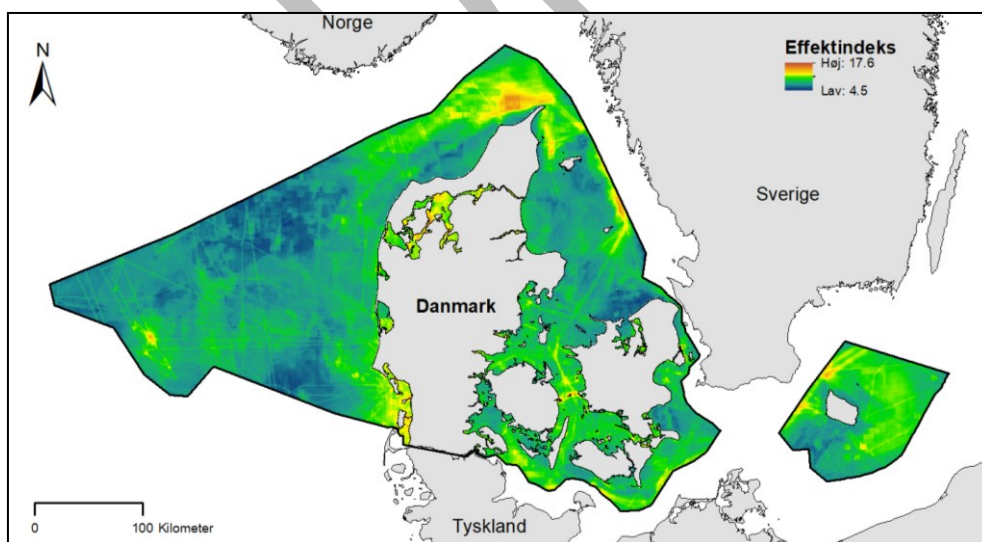 Norge
N
Effektindeks
Høj: 17.6
Lav: 4.5
Sverige
Danmark
0 100 Kilometer
Tyskland